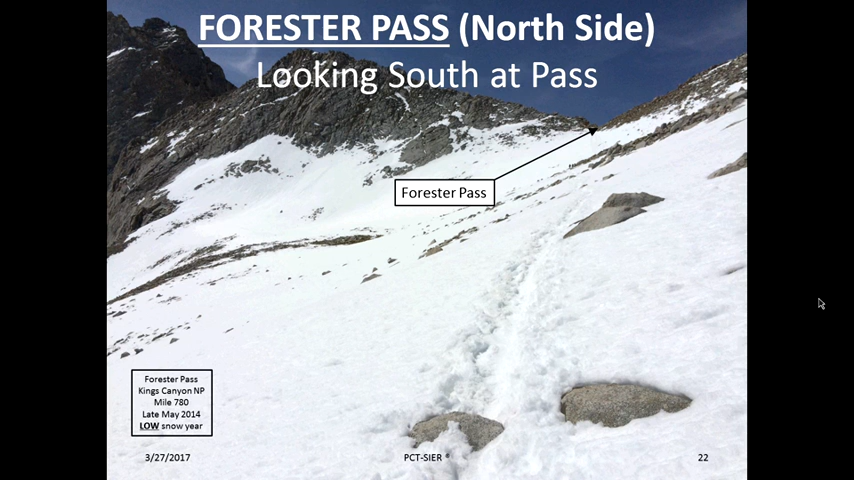 FORESTER PASS (North Side)
Looking South at Pass
Forester Pass
Forester Pass
Kings Canyon NP
Mile 780
Late May 2014
LOW snow year
3/27/2017
PCT-SIER ®
22